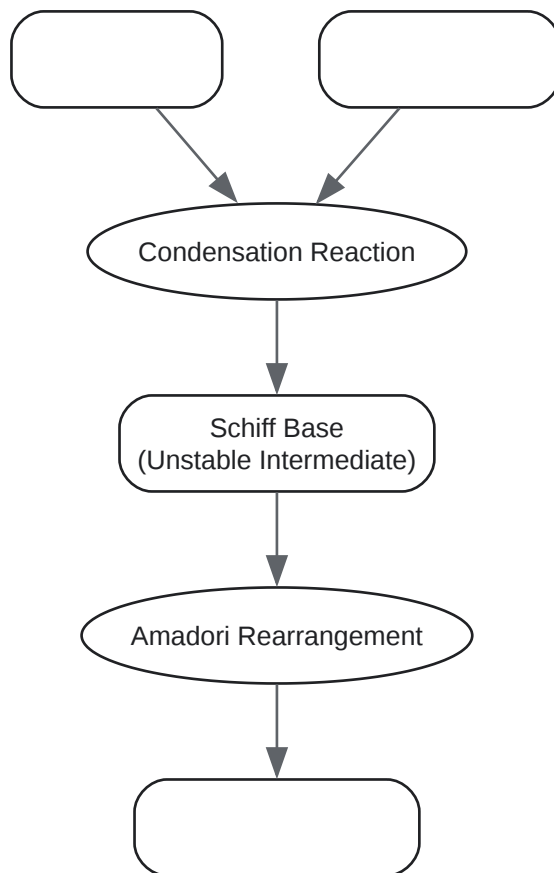 Condensation Reaction
Schiff Base
(Unstable Intermediate)
Amadori Rearrangement